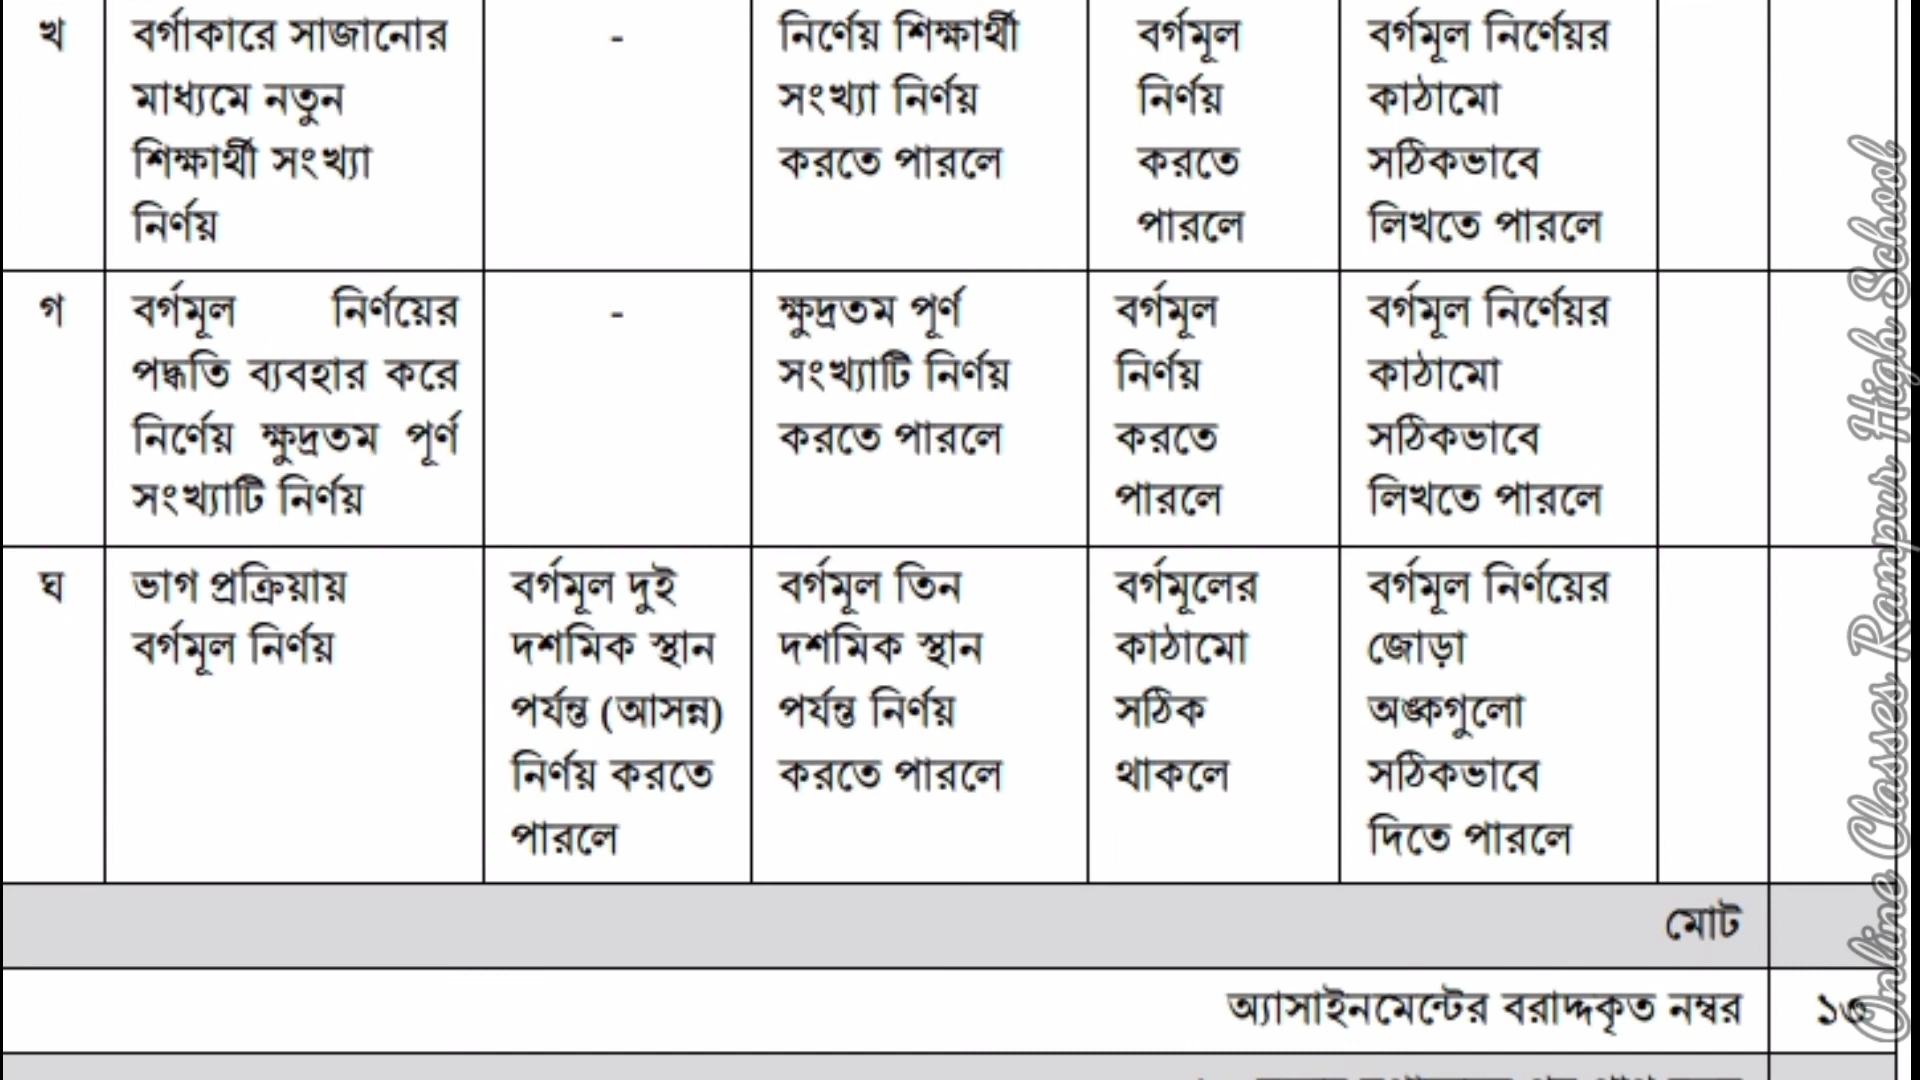 খ
বর্গাকারে সাজানোর
মাধ্যমে নতুন
শিক্ষার্থী সংখ্যা
নির্ণয়
-
নির্ণেয় শিক্ষার্থী
সংখ্যা নির্ণয়
করতে পারলে
বর্গমূল
নির্ণয়
করতে
পারলে
বর্গমূল নির্ণেয়র
কাঠামো
সঠিকভাবে
লিখতে পারলে
গ
বর্গমূল নির্ণয়ের
পদ্ধতি ব্যবহার করে
নির্ণেয় ক্ষুদ্রতম পূর্ণ
সংখ্যাটি নির্ণয়
-
ক্ষুদ্রতম পূর্ণ
সংখ্যাটি নির্ণয়
করতে পারলে
বর্গমূল
নির্ণয়
করতে
পারলে
বর্গমূল নির্ণেয়র
কাঠামো
সঠিকভাবে
লিখতে পারলে
ঘ
ভাগ প্রক্রিয়ায়
বর্গমূল নির্ণয়
বর্গমূল দুই
দশমিক স্থান
পর্যন্ত (আসন্ন)
নির্ণয় করতে
পারলে
বর্গমূল তিন
দশমিক স্থান
পর্যন্ত নির্ণয়
করতে পারলে
বর্গমূলের
কাঠামো
সঠিক
থাকলে
বর্গমূল নির্ণয়ের
জোড়া
অঙ্কগুলো
সঠিকভাবে
দিতে পারলে
মোট
অ্যাসাইনমেন্টের বরাদ্দকৃত নম্বর ১৩
Online Classes Rampur High School